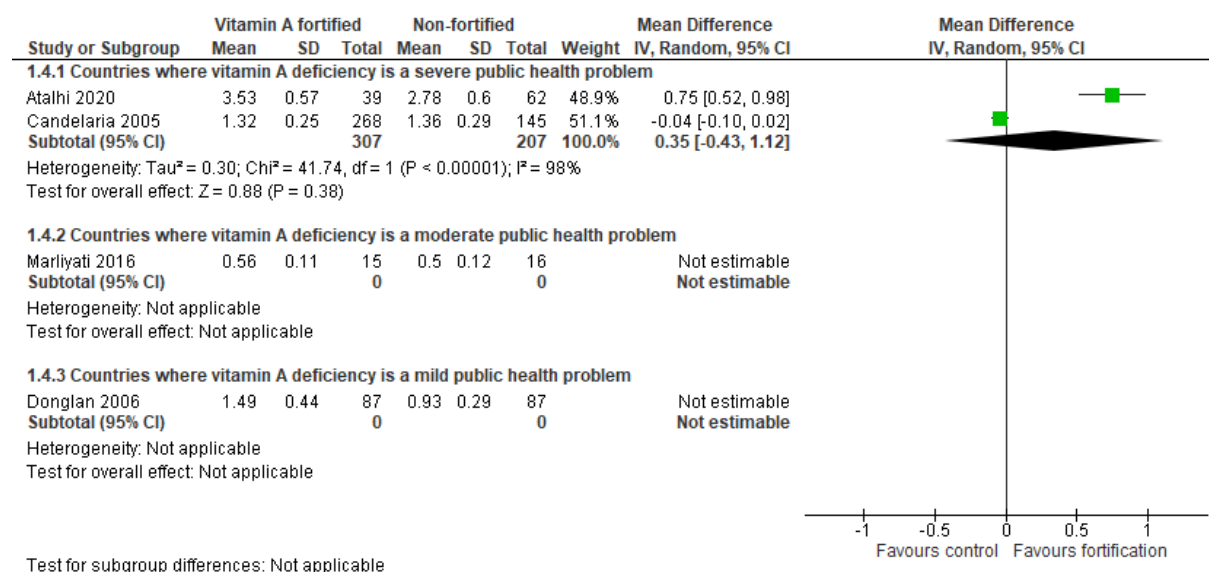 Vitamin A fortified Non-fortified Mean Difference Mean Difference
Study or Subgroup Mean SD Total Mean SD Total Weight IV, Random, 95% CI IV, Random, 95% CI
1.4.1 Countries where vitamin A deficiency is a severe public health problem
Atalhi 2020 3.53 0.57 39 2.78 0.6 62 48.9% 0.75 [0.52, 0.98]
Candelaria 2005 1.32 0.25 268 1.36 0.29 145 51.1% -0.04 [-0.10, 0.02]
Subtotal (95% CI) 307 207 100.0% 0.35 [-0.43, 1.12]
Heterogeneity: Tau² = 0.30; Chi² = 41.74, df = 1 (P < 0.00001); I² = 98%
Test for overall effect: Z = 0.88 (P = 0.38)
1.4.2 Countries where vitamin A deficiency is a moderate public health problem
Marliyati 2016 0.56 0.11 15 0.5 0.12 16 Not estimable
Subtotal (95% CI) 0 0 Not estimable
Heterogeneity: Not applicable
Test for overall effect: Not applicable
1.4.3 Countries where vitamin A deficiency is a mild public health problem
Donglan 2006 1.49 0.44 87 0.93 0.29 87 Not estimable
Subtotal (95% CI) 0 0 Not estimable
Heterogeneity: Not applicable
Test for overall effect: Not applicable
-1 -0.5 0 0.5 1
Favours control Favours fortification
Test for subgroup differences: Not applicable